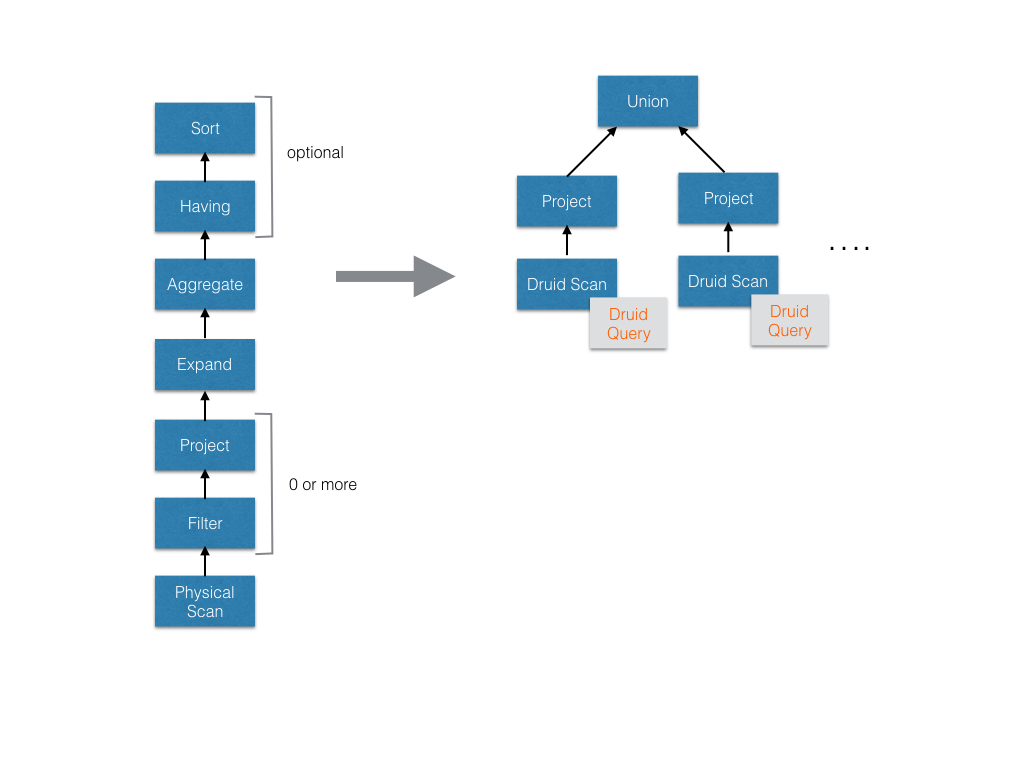 Sort
optional
Having
Aggregate
Expand
Project
0 or more
Filter
Physical
Scan
Union
Project
Project
Druid Scan
Druid Scan
Druid
Query
Druid
Query
. . . .